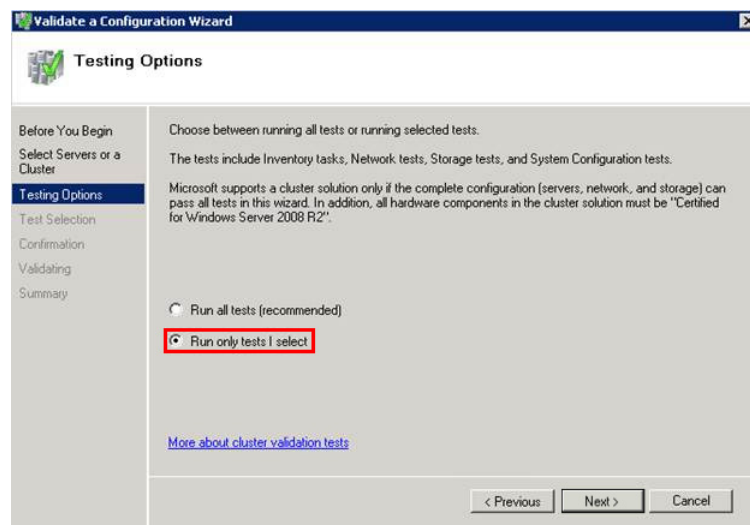 Validate a Configuration Wizard
Testing Options
Before You Begin
Select Servers or a
Cluster
Testing Options
Test Selection
Confirmation
Validating
Summary
Choose between running all tests or running selected tests.
The tests include Inventory tasks, Network tests, Storage tests, and System Configuration tests.
Microsoft supports a cluster solution only if the complete configuration (servers, network, and storage) can
pass all tests in this wizard. In addition, all hardware components in the cluster solution must be "Certified
for Windows Server 2008 R2".
Run all tests (recommended)
Run only tests I select
More about cluster validation tests
< Previous
Next >
Cancel